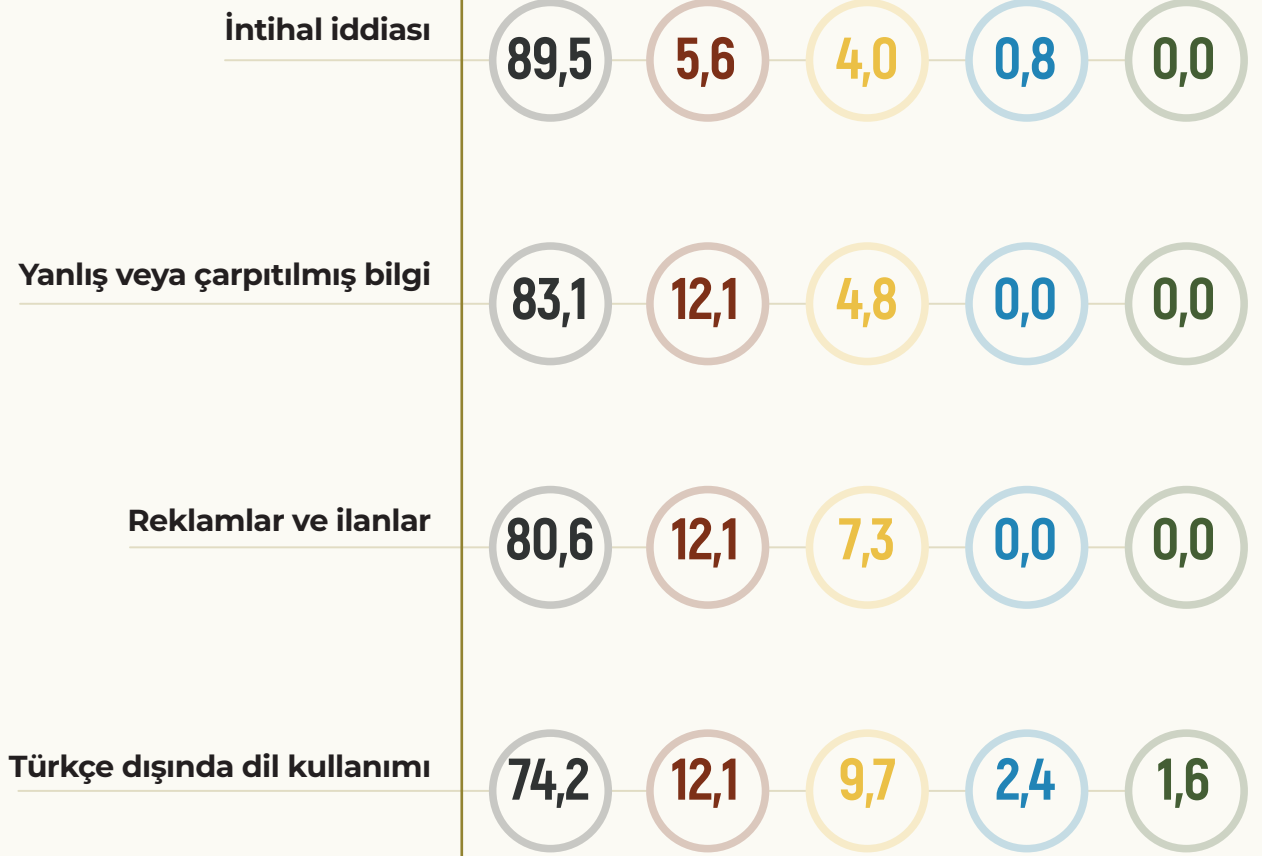 İntihal iddiası 89,5 5,6 4,0 0,8 0,0
Yanlış veya çarpıtılmış bilgi 83,1 12,1 4,8 0,0 0,0
Reklamlar ve ilanlar 80,6 12,1 7,3 0,0 0,0
Türkçe dışında dil kullanımı 74,2 12,1 9,7 2,4 1,6